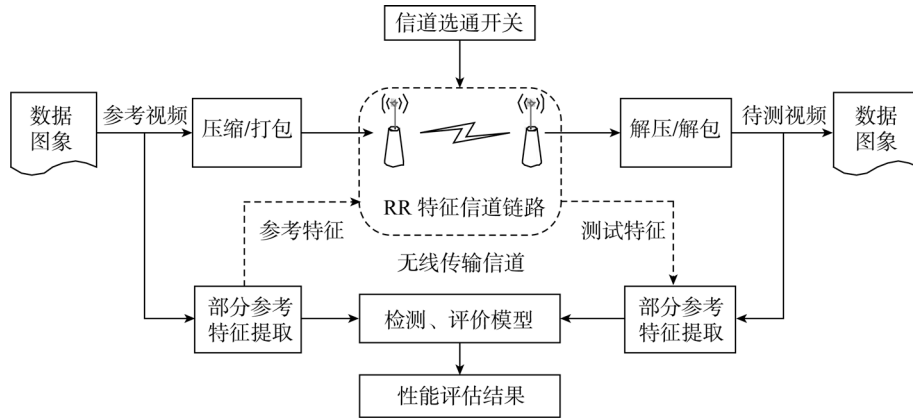 信道选通开关
数据
图象
参考视频
压缩/打包
解压/解包
待测视频
数据
图象
RR 特征信道链路
参考特征
测试特征
无线传输信道
部分参考
特征提取
检测、评价模型
部分参考
特征提取
性能评估结果